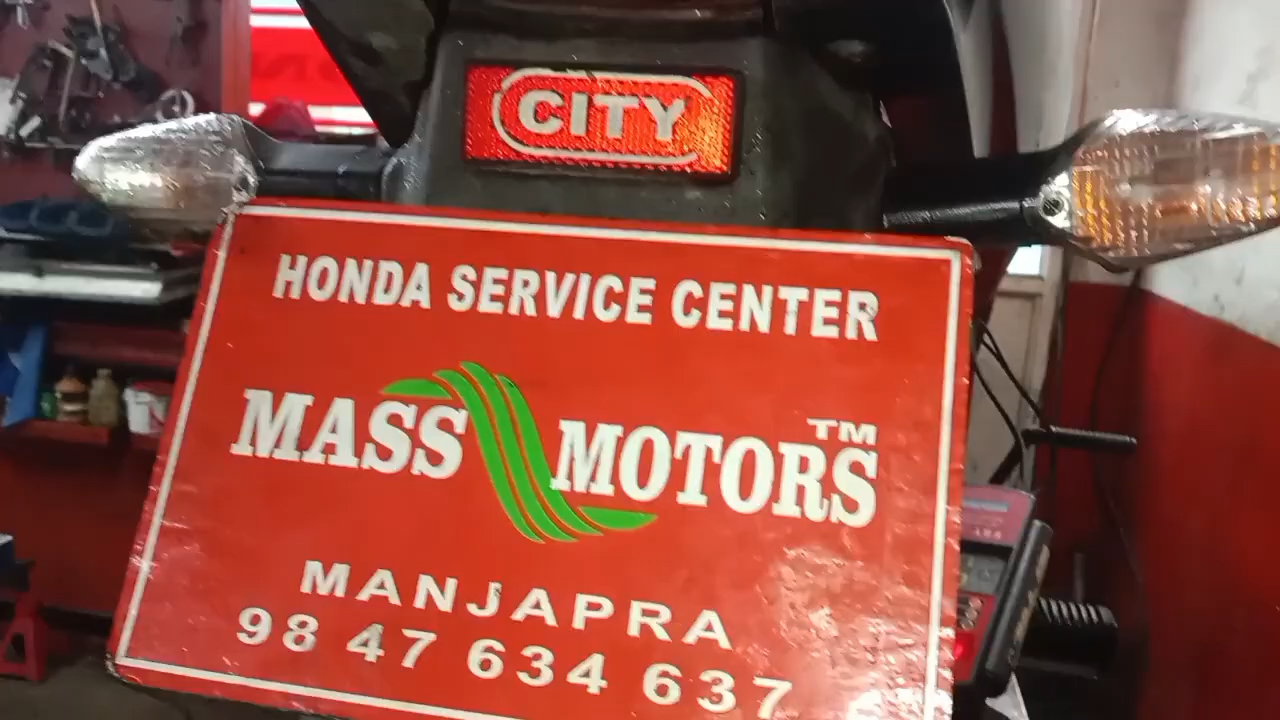 CITY
HONDA SERVICE CENTER
MASS MOTORS TM
MANJAPRA
98 47 634 637